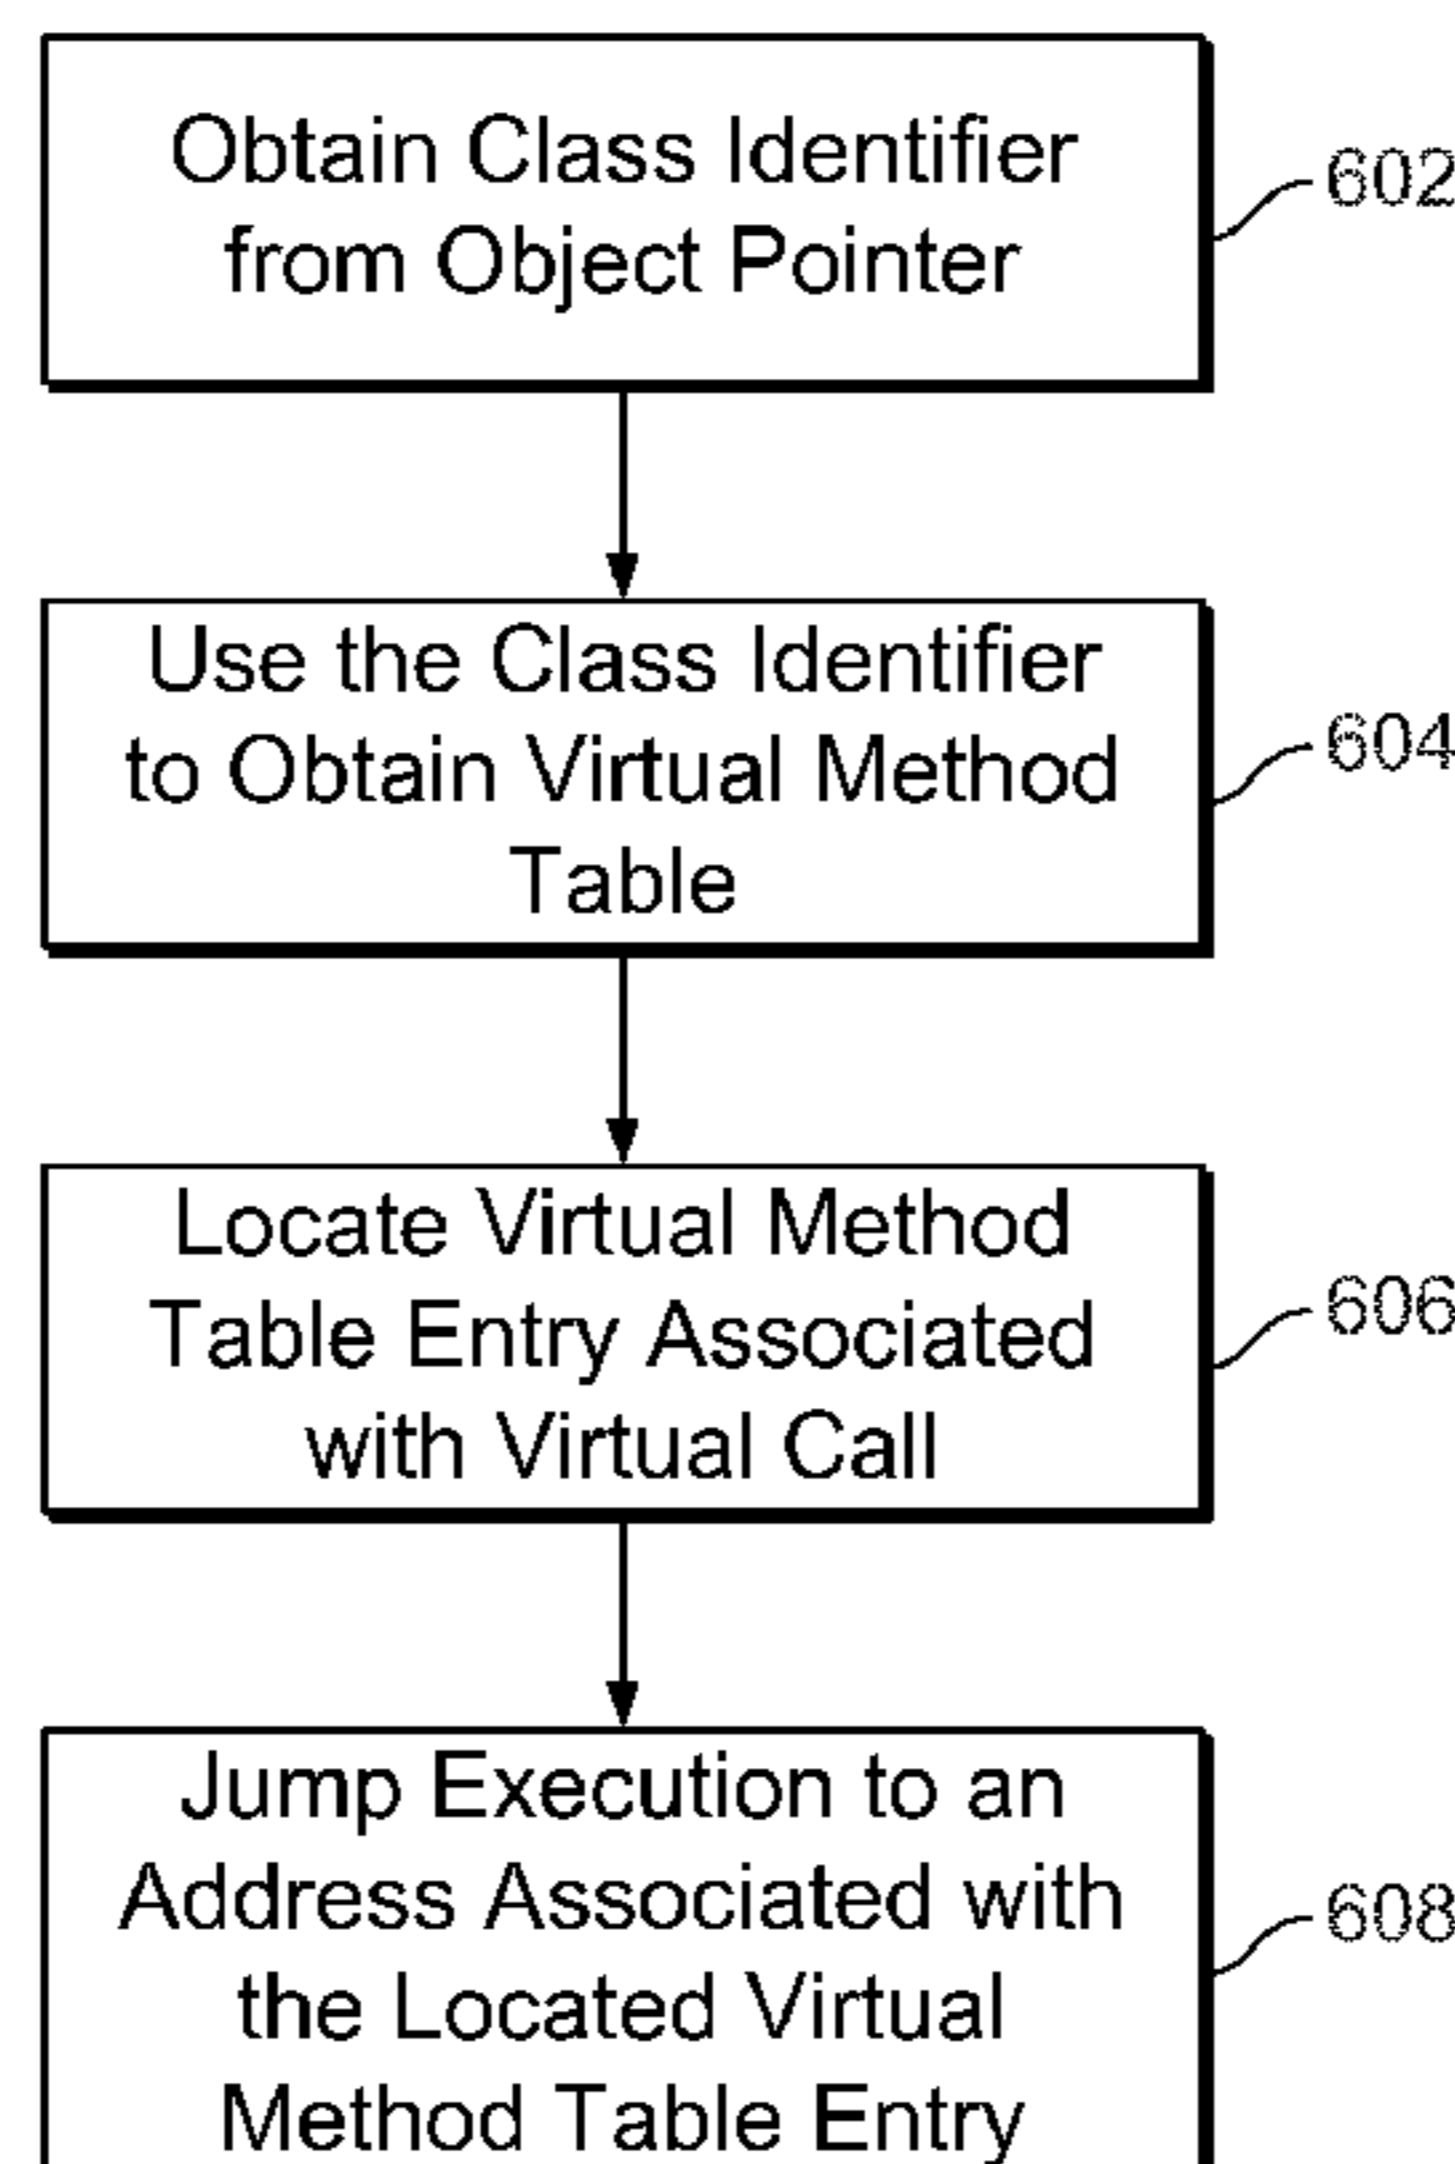 Obtain Class Identifier
from Object Pointer
602
Use the Class Identifier
to Obtain Virtual Method
Table
604
Locate Virtual Method
Table Entry Associated
with Virtual Call
606
Jump Execution to an
Address Associated with
the Located Virtual
Method Table Entry
608